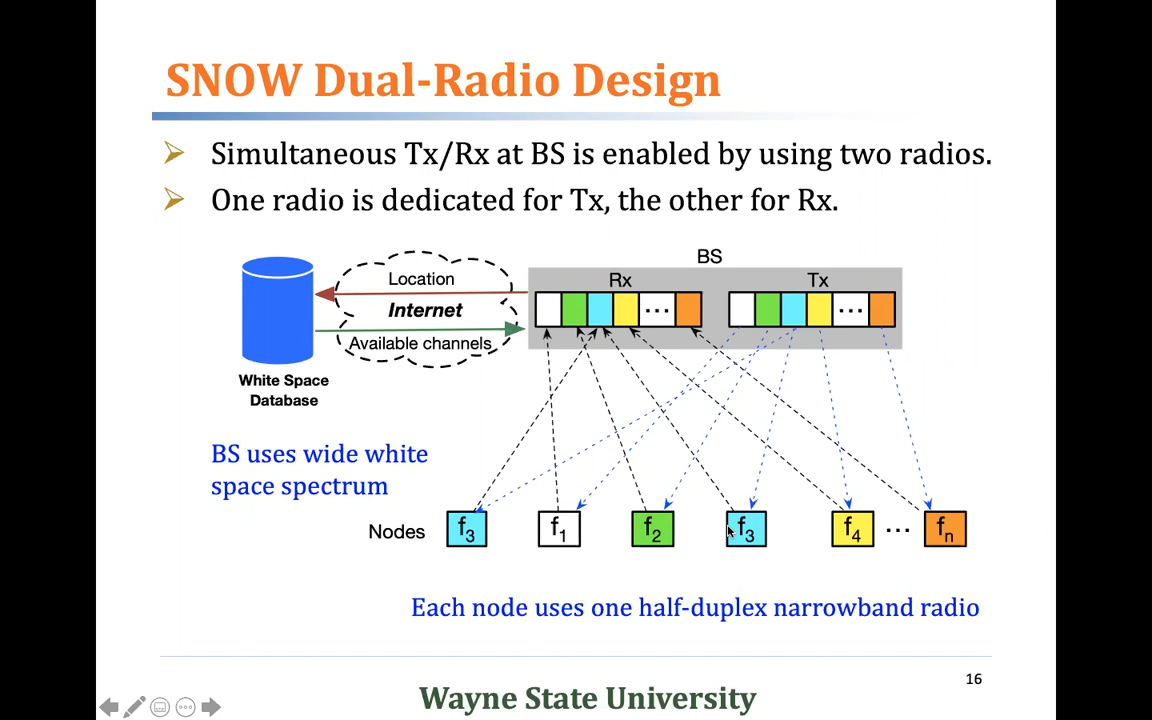 SNOW Dual-Radio Design
Simultaneous Tx/Rx at BS is enabled by using two radios.
One radio is dedicated for Tx, the other for Rx.
BS
Location
Rx
Tx
Internet
...
...
Available channels
White Space
Database
BS uses wide white
space spectrum
Nodes
f3
f1
f2
f3
f4
...
fn
Each node uses one half-duplex narrowband radio
16
Wayne State University